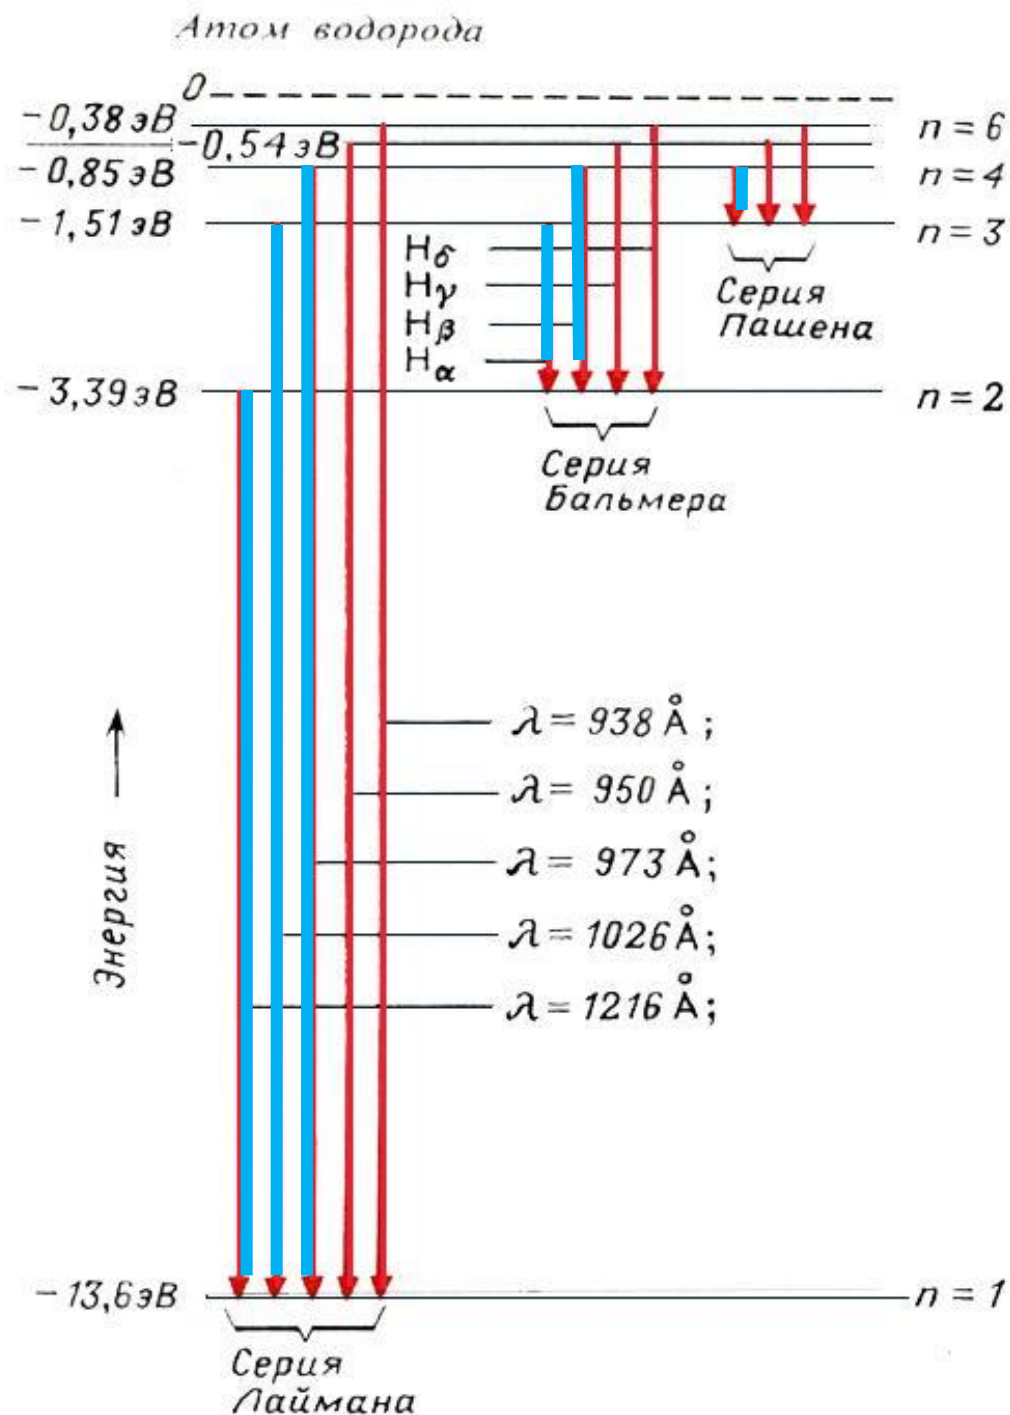 Атом водорода
0
−0,38 эВ
n = 6
−0,54 эВ
−0,85 эВ
n = 4
−1,51 эВ
n = 3
Hδ
Hγ
Hβ
Hα
Серия
Пашена
−3,39 эВ
n = 2
Серия
Бальмера
λ = 938 Å ;
λ = 950 Å ;
λ = 973 Å;
λ = 1026 Å;
λ = 1216 Å;
Энергия
−13,6 эВ
n = 1
Серия
Лаймана